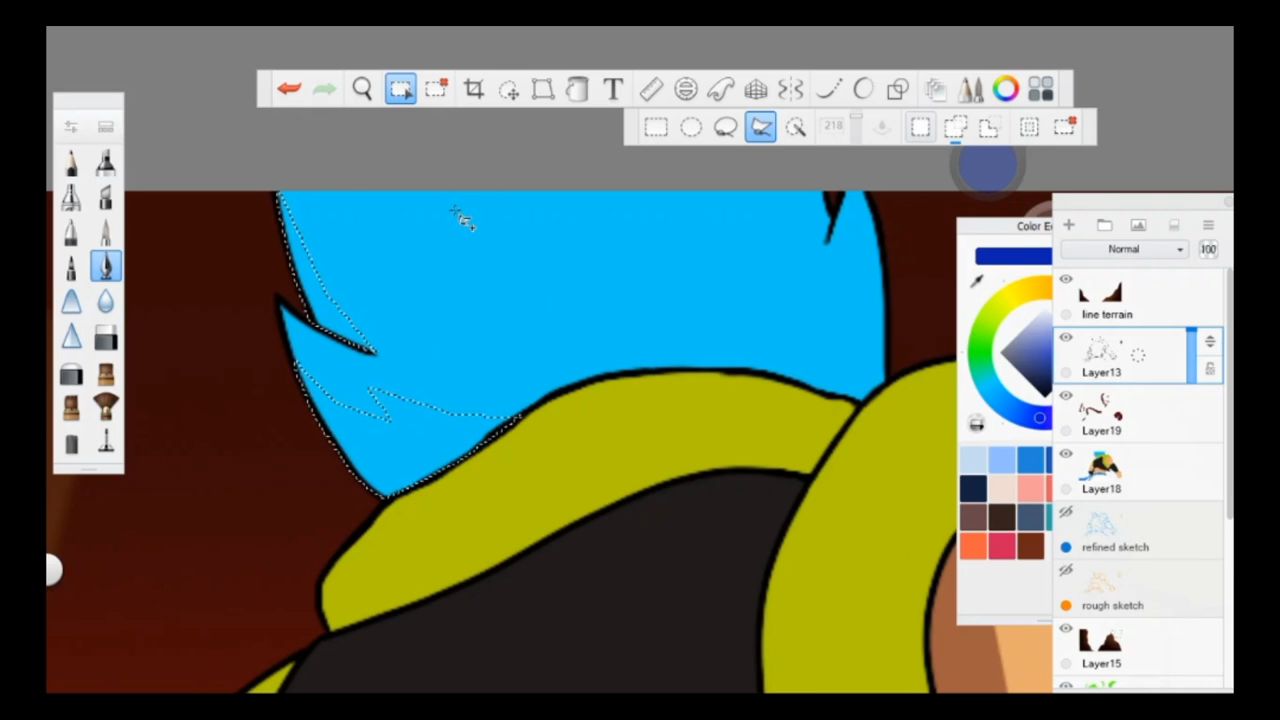 T
218
Color E
Normal
100
line terrain
Layer13
Layer19
Layer18
refined sketch
rough sketch
Layer15